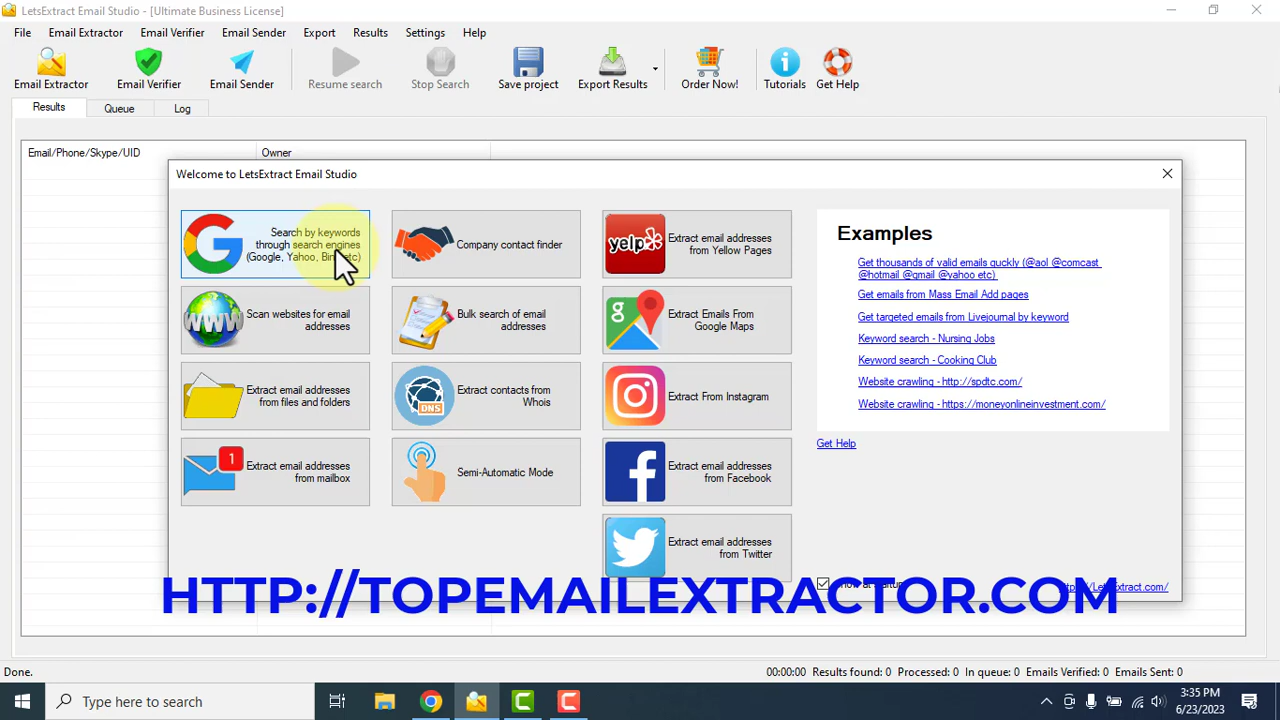 LetsExtract Email Studio - [Ultimate Business License]
File Email Extractor Email Verifier Email Sender Export Results Settings Help
Email Extractor Email Verifier Email Sender Resume search Stop Search Save project Export Results Order Now! Tutorials Get Help
Results Queue Log
Email/Phone/Skype/UID Owner
Welcome to LetsExtract Email Studio
Search by keywords
through search engines
(Google, Yahoo, Bin etc)
Company contact finder
yelp
Extract email addresses
from Yellow Pages
Scan websites for email
addresses
WWW
Bulk search of email
addresses
g
Extract Emails From
Google Maps
Extract email addresses
from files and folders
DNS
Extract contacts from
Whois
Extract From Instagram
1
Extract email addresses
from mailbox
Semi-Automatic Mode
Extract email addresses
from Facebook
Extract email addresses
from Twitter
Examples
Get thousands of valid emails quckly (@aol @comcast
@hotmail @gmail @yahoo etc)
Get emails from Mass Email Add pages
Get targeted emails from Livejournal by keyword
Keyword search - Nursing Jobs
Keyword search - Cooking Club
Website crawling - http://spdtc.com/
Website crawling - https://moneyonlineinvestment.com/
Get Help
HTTP://TOPEMAILEXTRACTOR.COM
Done. 00:00:00 Results found: 0 Processed: 0 In queue: 0 Emails Verified: 0 Emails Sent: 0
Type here to search
3:35 PM
6/23/2023